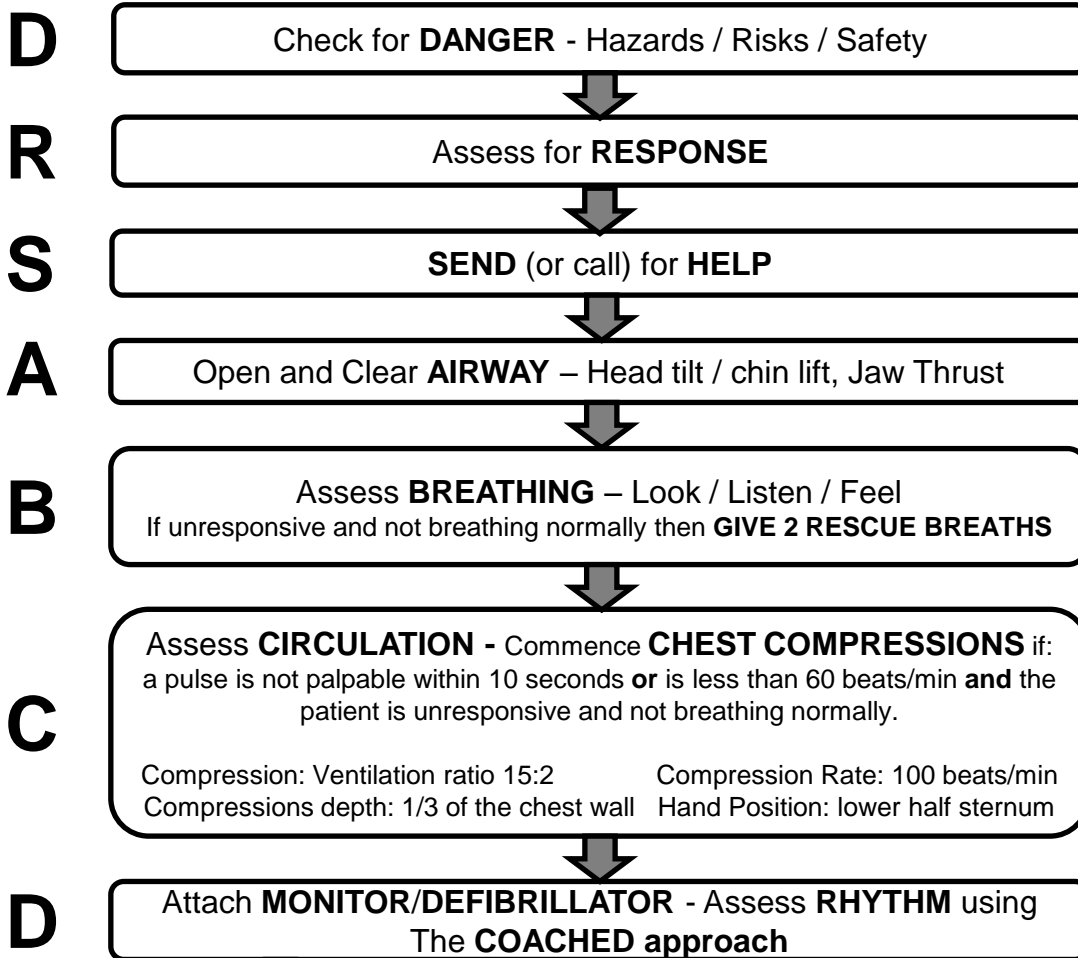 D
Check for DANGER - Hazards / Risks / Safety
R
Assess for RESPONSE
S
SEND (or call) for HELP
A
Open and Clear AIRWAY – Head tilt / chin lift, Jaw Thrust
B
Assess BREATHING – Look / Listen / Feel
If unresponsive and not breathing normally then GIVE 2 RESCUE BREATHS
C
Assess CIRCULATION - Commence CHEST COMPRESSIONS if:
a pulse is not palpable within 10 seconds or is less than 60 beats/min and the
patient is unresponsive and not breathing normally.
Compression: Ventilation ratio 15:2 Compression Rate: 100 beats/min
Compressions depth: 1/3 of the chest wall Hand Position: lower half sternum
D
Attach MONITOR/DEFIBRILLATOR - Assess RHYTHM using
The COACHED approach